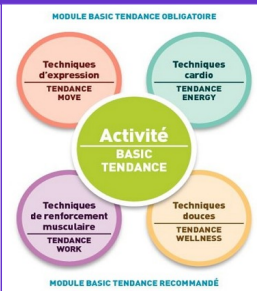 MODULE BASIC TENDANCE OBLIGATOIRE
Techniques
d'expression
TENDANCE
MOVE
Techniques
cardio
TENDANCE
ENERGY
Activité
BASIC
TENDANCE
Techniques
de renforcement
musculaire
TENDANCE
WORK
Techniques
douces
TENDANCE
WELLNESS
MODULE BASIC TENDANCE RECOMMANDÉ